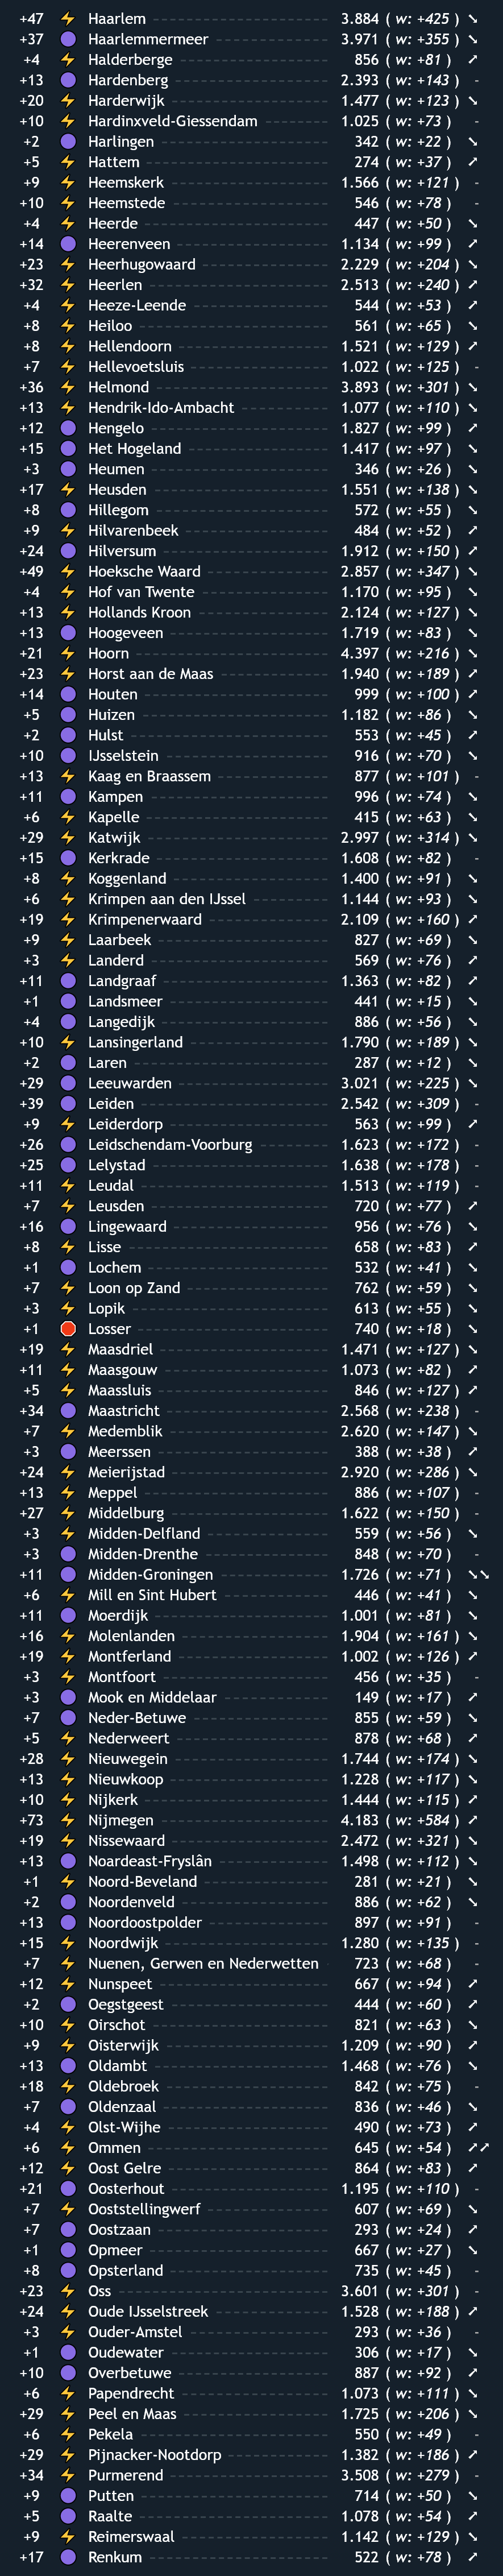 +47 ⚡ Haarlem 3.884 ( w: +425 ) ↘
+37 Haarlemmermeer 3.971 ( w: +355 ) ↘
+4 ⚡ Halderberge 856 ( w: +81 ) ↗
+13 Hardenberg 2.393 ( w: +143 ) -
+20 ⚡ Harderwijk 1.477 ( w: +123 ) ↘
+10 ⚡ Hardinxveld-Giessendam 1.025 ( w: +73 ) -
+2 Harlingen 342 ( w: +22 ) ↘
+5 ⚡ Hattem 274 ( w: +37 ) ↗
+9 ⚡ Heemskerk 1.566 ( w: +121 ) -
+10 ⚡ Heemstede 546 ( w: +78 ) -
+4 ⚡ Heerde 447 ( w: +50 ) ↘
+14 Heerenveen 1.134 ( w: +99 ) ↗
+23 ⚡ Heerhugowaard 2.229 ( w: +204 ) ↘
+32 ⚡ Heerlen 2.513 ( w: +240 ) ↗
+4 ⚡ Heeze-Leende 544 ( w: +53 ) ↗
+8 ⚡ Heiloo 561 ( w: +65 ) ↘
+8 ⚡ Hellendoorn 1.521 ( w: +129 ) ↗
+7 ⚡ Hellevoetsluis 1.022 ( w: +125 ) -
+36 ⚡ Helmond 3.893 ( w: +301 ) ↘
+13 ⚡ Hendrik-Ido-Ambacht 1.077 ( w: +110 ) ↘
+12 Hengelo 1.827 ( w: +99 ) ↗
+15 Het Hogeland 1.417 ( w: +97 ) ↘
+3 Heumen 346 ( w: +26 ) ↘
+17 ⚡ Heusden 1.551 ( w: +138 ) ↘
+8 Hillegom 572 ( w: +55 ) ↘
+9 ⚡ Hilvarenbeek 484 ( w: +52 ) ↗
+24 Hilversum 1.912 ( w: +150 ) ↗
+49 ⚡ Hoeksche Waard 2.857 ( w: +347 ) ↘
+4 ⚡ Hof van Twente 1.170 ( w: +95 ) ↘
+13 ⚡ Hollands Kroon 2.124 ( w: +127 ) ↘
+13 Hoogeveen 1.719 ( w: +83 ) ↘
+21 ⚡ Hoorn 4.397 ( w: +216 ) ↘
+23 ⚡ Horst aan de Maas 1.940 ( w: +189 ) ↗
+14 Houten 999 ( w: +100 ) ↗
+5 Huizen 1.182 ( w: +86 ) ↘
+2 Hulst 553 ( w: +45 ) ↗
+10 IJsselstein 916 ( w: +70 ) ↘
+13 ⚡ Kaag en Braassem 877 ( w: +101 ) -
+11 Kampen 996 ( w: +74 ) ↘
+6 ⚡ Kapelle 415 ( w: +63 ) ↘
+29 ⚡ Katwijk 2.997 ( w: +314 ) ↘
+15 Kerkrade 1.608 ( w: +82 ) -
+8 ⚡ Koggenland 1.400 ( w: +91 ) ↘
+6 ⚡ Krimpen aan den IJssel 1.144 ( w: +93 ) ↘
+19 ⚡ Krimpenerwaard 2.109 ( w: +160 ) ↗
+9 ⚡ Laarbeek 827 ( w: +69 ) ↘
+3 ⚡ Landerd 569 ( w: +76 ) ↗
+11 Landgraaf 1.363 ( w: +82 ) ↗
+1 Landsmeer 441 ( w: +15 ) ↘
+4 Langedijk 886 ( w: +56 ) ↘
+10 ⚡ Lansingerland 1.790 ( w: +189 ) ↘
+2 Laren 287 ( w: +12 ) ↘
+29 Leeuwarden 3.021 ( w: +225 ) ↘
+39 Leiden 2.542 ( w: +309 ) -
+9 ⚡ Leiderdorp 563 ( w: +99 ) ↗
+26 Leidschendam-Voorburg 1.623 ( w: +172 ) -
+25 Lelystad 1.638 ( w: +178 ) -
+11 ⚡ Leudal 1.513 ( w: +119 ) -
+7 ⚡ Leusden 720 ( w: +77 ) ↗
+16 Lingewaard 956 ( w: +76 ) ↘
+8 ⚡ Lisse 658 ( w: +83 ) ↗
+1 Lochem 532 ( w: +41 ) ↘
+7 ⚡ Loon op Zand 762 ( w: +59 ) ↘
+3 ⚡ Lopik 613 ( w: +55 ) ↘
+1 Losser 740 ( w: +18 ) ↘
+19 ⚡ Maasdriel 1.471 ( w: +127 ) ↘
+11 ⚡ Maasgouw 1.073 ( w: +82 ) ↗
+5 ⚡ Maassluis 846 ( w: +127 ) ↗
+34 Maastricht 2.568 ( w: +238 ) -
+7 ⚡ Medemblik 2.620 ( w: +147 ) ↘
+3 Meerssen 388 ( w: +38 ) ↗
+24 ⚡ Meierijstad 2.920 ( w: +286 ) ↘
+13 ⚡ Meppel 886 ( w: +107 ) -
+27 ⚡ Middelburg 1.622 ( w: +150 ) -
+3 ⚡ Midden-Delfland 559 ( w: +56 ) ↘
+3 Midden-Drenthe 848 ( w: +70 ) -
+11 Midden-Groningen 1.726 ( w: +71 ) ↘↘
+6 ⚡ Mill en Sint Hubert 446 ( w: +41 ) ↘
+11 Moerdijk 1.001 ( w: +81 ) ↘
+16 ⚡ Molenlanden 1.904 ( w: +161 ) ↘
+19 ⚡ Montferland 1.002 ( w: +126 ) ↗
+3 ⚡ Montfoort 456 ( w: +35 ) -
+3 Mook en Middelaar 149 ( w: +17 ) ↗
+7 Neder-Betuwe 855 ( w: +59 ) ↘
+5 ⚡ Nederweert 878 ( w: +68 ) ↗
+28 ⚡ Nieuwegein 1.744 ( w: +174 ) ↘
+13 ⚡ Nieuwkoop 1.228 ( w: +117 ) ↘
+10 ⚡ Nijkerk 1.444 ( w: +115 ) ↗
+73 ⚡ Nijmegen 4.183 ( w: +584 ) ↗
+19 ⚡ Nissewaard 2.472 ( w: +321 ) ↘
+13 Noardeast-Fryslân 1.498 ( w: +112 ) ↗
+1 ⚡ Noord-Beveland 281 ( w: +21 ) ↘
+2 Noordenveld 886 ( w: +62 ) ↘
+13 Noordoostpolder 897 ( w: +91 ) -
+15 ⚡ Noordwijk 1.280 ( w: +135 ) -
+7 ⚡ Nuenen, Gerwen en Nederwetten 723 ( w: +68 ) -
+12 ⚡ Nunspeet 667 ( w: +94 ) ↗
+2 Oegstgeest 444 ( w: +60 ) ↗
+10 ⚡ Oirschot 821 ( w: +63 ) ↘
+9 ⚡ Oisterwijk 1.209 ( w: +90 ) ↗
+13 Oldambt 1.468 ( w: +76 ) ↘
+18 ⚡ Oldebroek 842 ( w: +75 ) -
+7 Oldenzaal 836 ( w: +46 ) ↘
+4 ⚡ Olst-Wijhe 490 ( w: +73 ) ↗
+6 ⚡ Ommen 645 ( w: +54 ) ↗↗
+12 ⚡ Oost Gelre 864 ( w: +83 ) ↗
+21 Oosterhout 1.195 ( w: +110 ) -
+7 ⚡ Ooststellingwerf 607 ( w: +69 ) ↘
+7 Oostzaan 293 ( w: +24 ) ↗
+1 Opmeer 667 ( w: +27 ) ↘
+8 Opsterland 735 ( w: +45 ) -
+23 ⚡ Oss 3.601 ( w: +301 ) -
+24 ⚡ Oude IJsselstreek 1.528 ( w: +188 ) ↗
+3 ⚡ Ouder-Amstel 293 ( w: +36 ) -
+1 Oudewater 306 ( w: +17 ) ↘
+10 Overbetuwe 887 ( w: +92 ) ↗
+6 ⚡ Papendrecht 1.073 ( w: +111 ) ↘
+29 ⚡ Peel en Maas 1.725 ( w: +206 ) ↘
+6 ⚡ Pekela 550 ( w: +49 ) -
+29 ⚡ Pijnacker-Nootdorp 1.382 ( w: +186 ) ↗
+34 ⚡ Purmerend 3.508 ( w: +279 ) -
+9 Putten 714 ( w: +50 ) ↘
+5 Raalte 1.078 ( w: +54 ) ↗
+9 ⚡ Reimerswaal 1.142 ( w: +129 ) ↘
+17 Renkum 522 ( w: +78 ) ↗